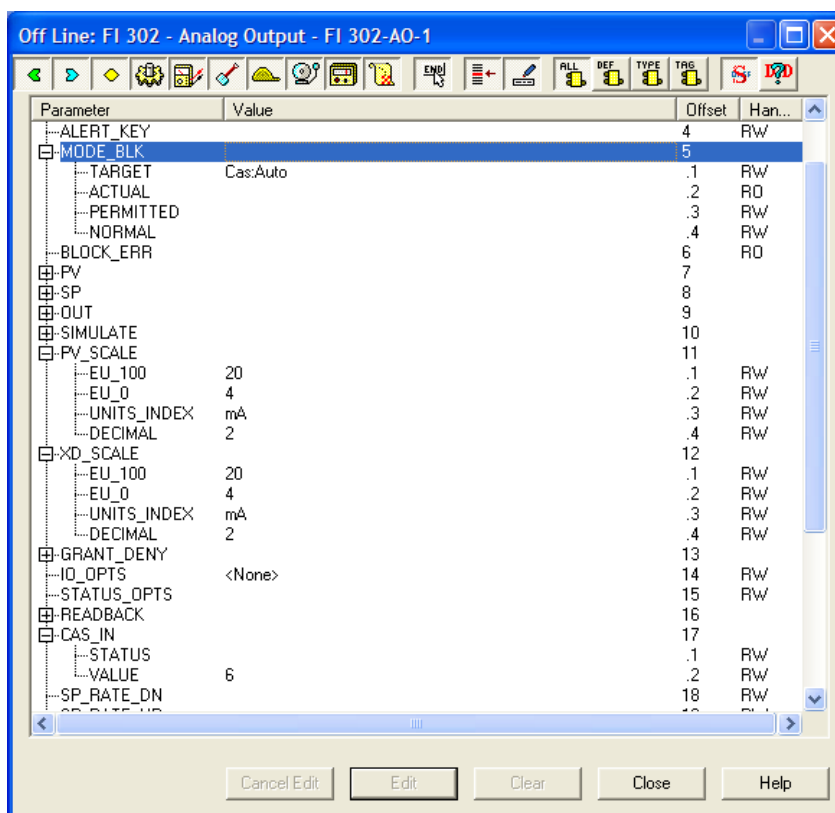 Off Line: FI 302 - Analog Output - FI 302-AO-1
END ALL DEF TYPE TAG
Parameter Value Offset Han...
ALERT_KEY 4 RW
MODE_BLK 5
TARGET Cas:Auto .1 RW
ACTUAL .2 RO
PERMITTED .3 RW
NORMAL .4 RW
BLOCK_ERR 6 RO
PV 7
SP 8
OUT 9
SIMULATE 10
PV_SCALE 11
EU_100 20 .1 RW
EU_0 4 .2 RW
UNITS_INDEX mA .3 RW
DECIMAL 2 .4 RW
XD_SCALE 12
EU_100 20 .1 RW
EU_0 4 .2 RW
UNITS_INDEX mA .3 RW
DECIMAL 2 .4 RW
GRANT_DENY 13
IO_OPTS <None> 14 RW
STATUS_OPTS 15 RW
READBACK 16
CAS_IN 17
STATUS .1 RW
VALUE 6 .2 RW
SP_RATE_DN 18 RW
Cancel Edit Edit Clear Close Help